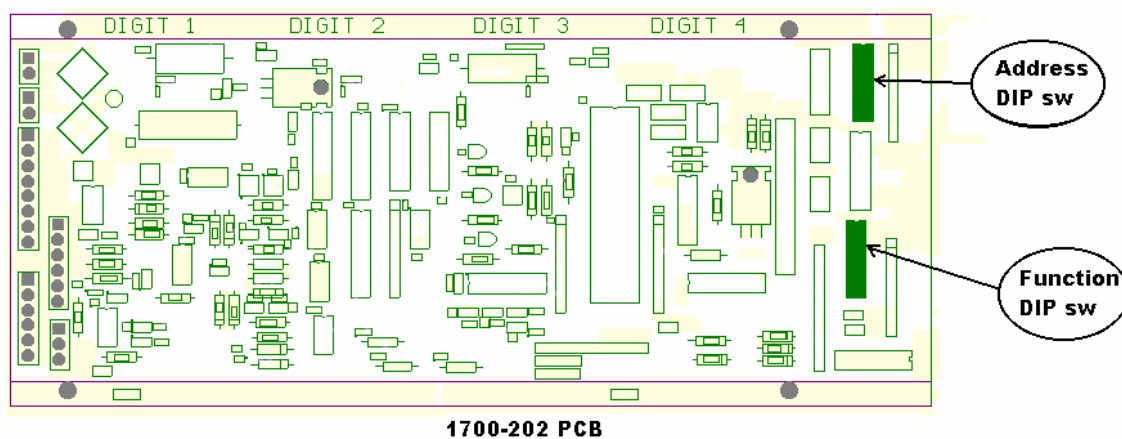 DIGIT 1 DIGIT 2 DIGIT 3 DIGIT 4
Address
DIP sw
Function
DIP sw
1700-202 PCB